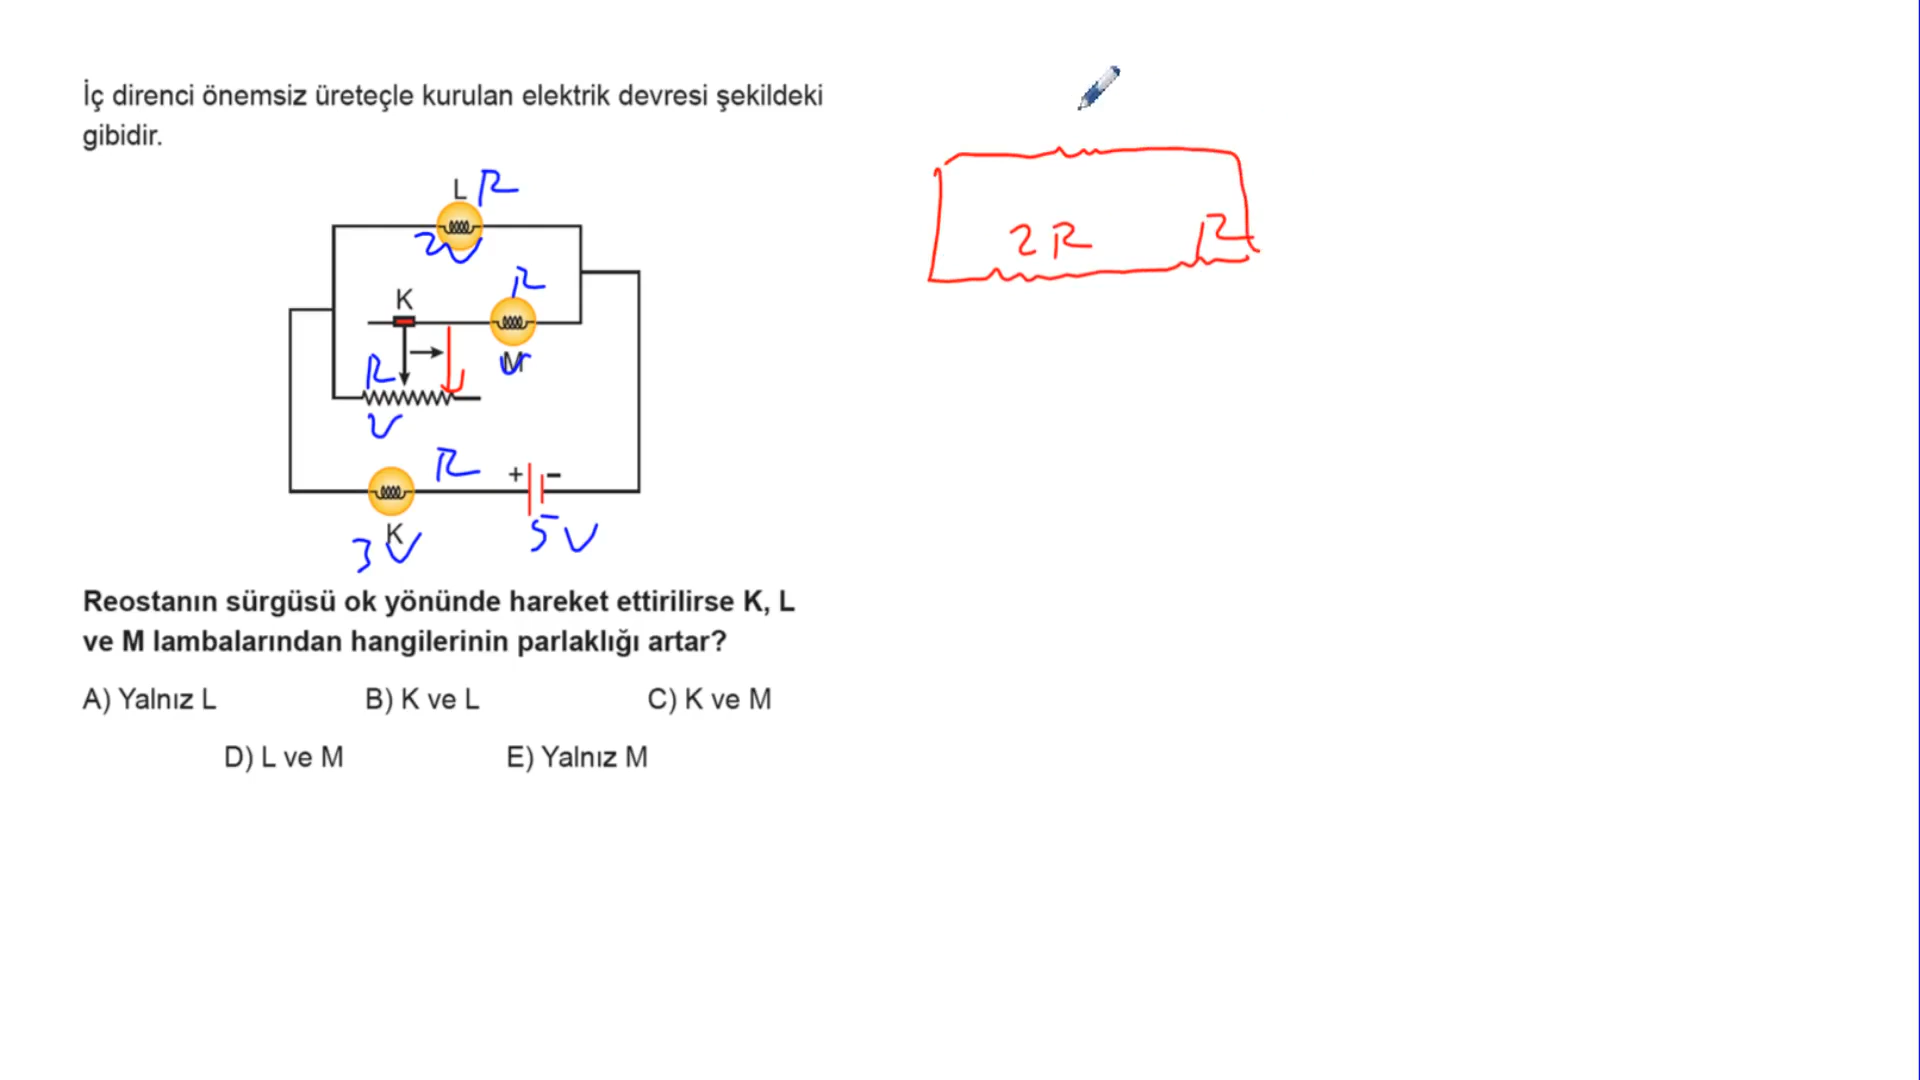 İç direnci önemsiz üreteçle kurulan elektrik devresi şekildeki
gibidir.
L R
2V
R
K
M
V
R
V
R
+ -
K
3V
5V
2R R
Reostanın sürgüsü ok yönünde hareket ettirilirse K, L
ve M lambalarından hangilerinin parlaklığı artar?
A) Yalnız L B) K ve L C) K ve M
D) L ve M E) Yalnız M